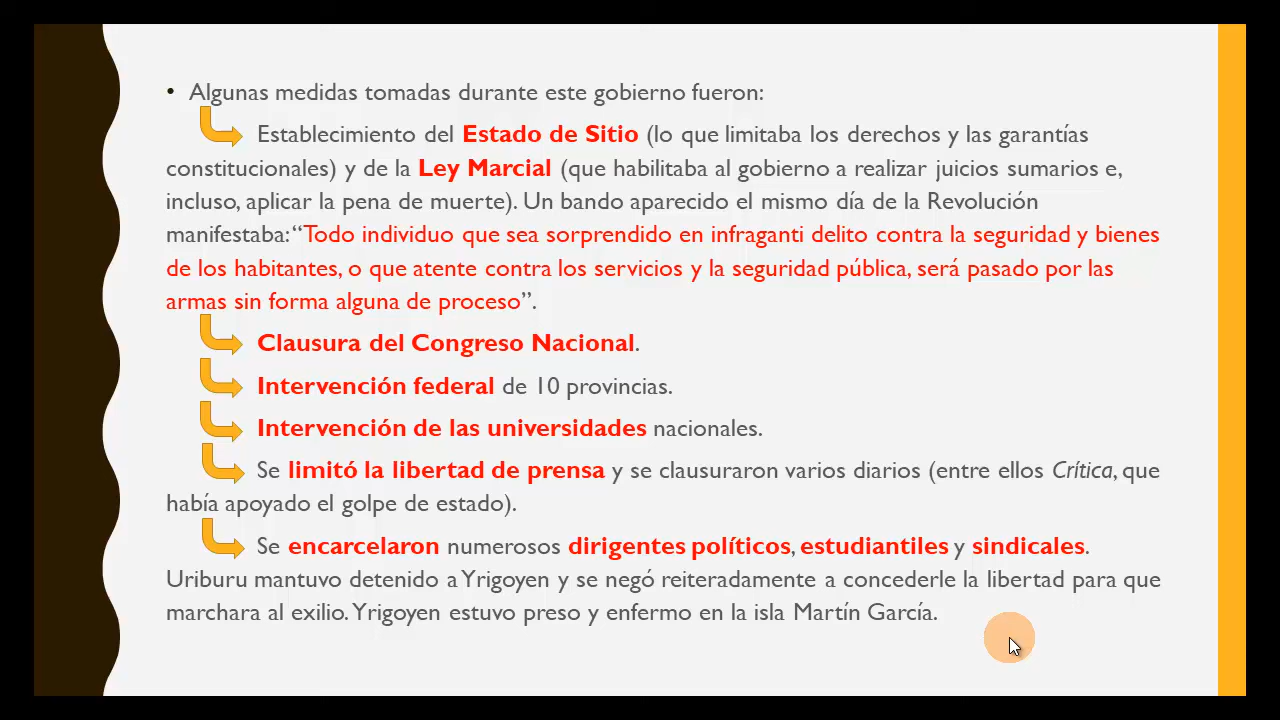 • Algunas medidas tomadas durante este gobierno fueron:
Establecimiento del Estado de Sitio (lo que limitaba los derechos y las garantías
constitucionales) y de la Ley Marcial (que habilitaba al gobierno a realizar juicios sumarios e,
incluso, aplicar la pena de muerte). Un bando aparecido el mismo día de la Revolución
manifestaba: “Todo individuo que sea sorprendido en infraganti delito contra la seguridad y bienes
de los habitantes, o que atente contra los servicios y la seguridad pública, será pasado por las
armas sin forma alguna de proceso”.
Clausura del Congreso Nacional.
Intervención federal de 10 provincias.
Intervención de las universidades nacionales.
Se limitó la libertad de prensa y se clausuraron varios diarios (entre ellos Crítica, que
había apoyado el golpe de estado).
Se encarcelaron numerosos dirigentes políticos, estudiantiles y sindicales.
Uriburu mantuvo detenido a Yrigoyen y se negó reiteradamente a concederle la libertad para que
marchara al exilio. Yrigoyen estuvo preso y enfermo en la isla Martín García.